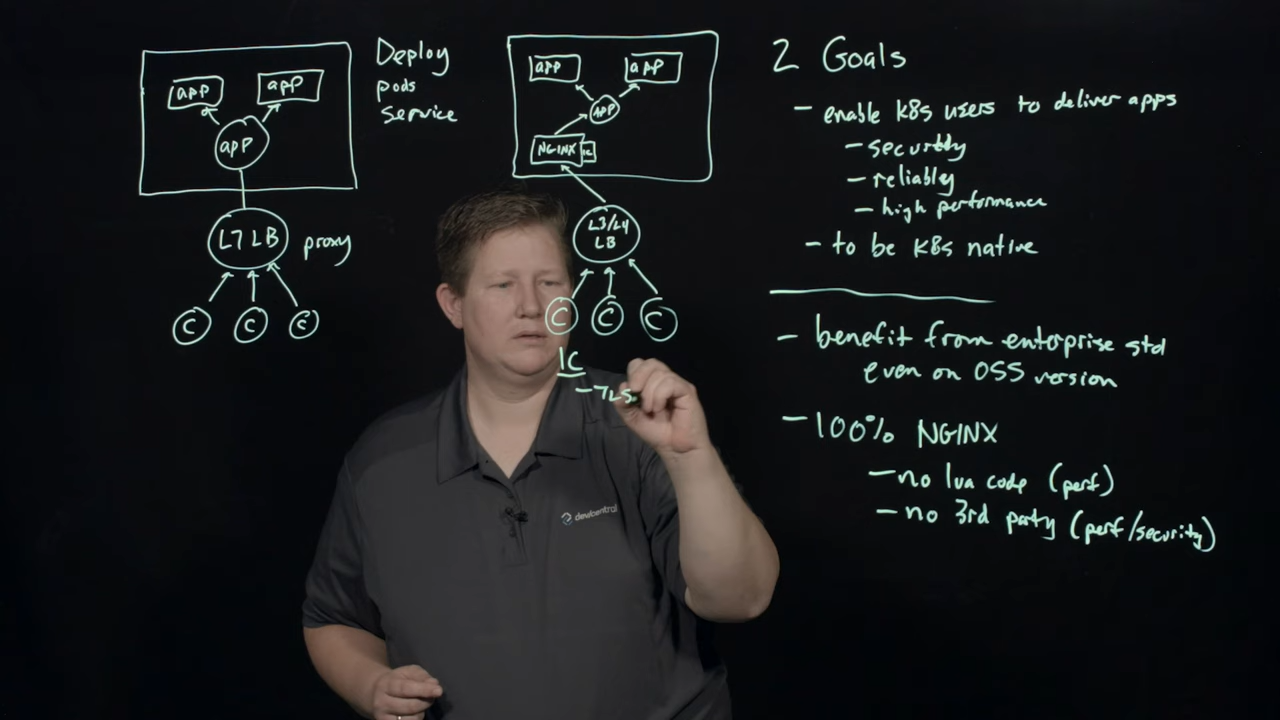 app
app
app
L7 LB
proxy
C
C
C
Deploy
pods
Service
app
app
APP
NGINX
IC
L3/L4
LB
C
C
C
IC
- TLS
devcentral
2 Goals
- enable K8s users to deliver apps
- securely
- reliably
- high performance
- to be K8s native
- benefit from enterprise std
even on OSS version
- 100% NGINX
- no lua code (perf)
- no 3rd party (perf/security)